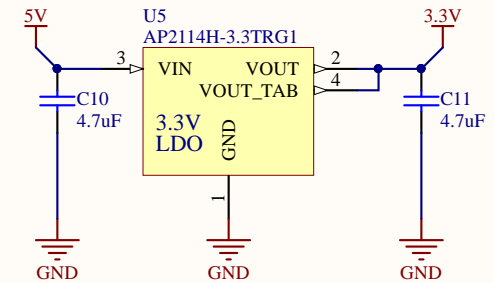 5V
U5
AP2114H-3.3TRG1
3.3V
3
VIN
VOUT
2
VOUT_TAB
4
C10
4.7uF
3.3V
LDO
GND
1
C11
4.7uF
GND
GND
GND